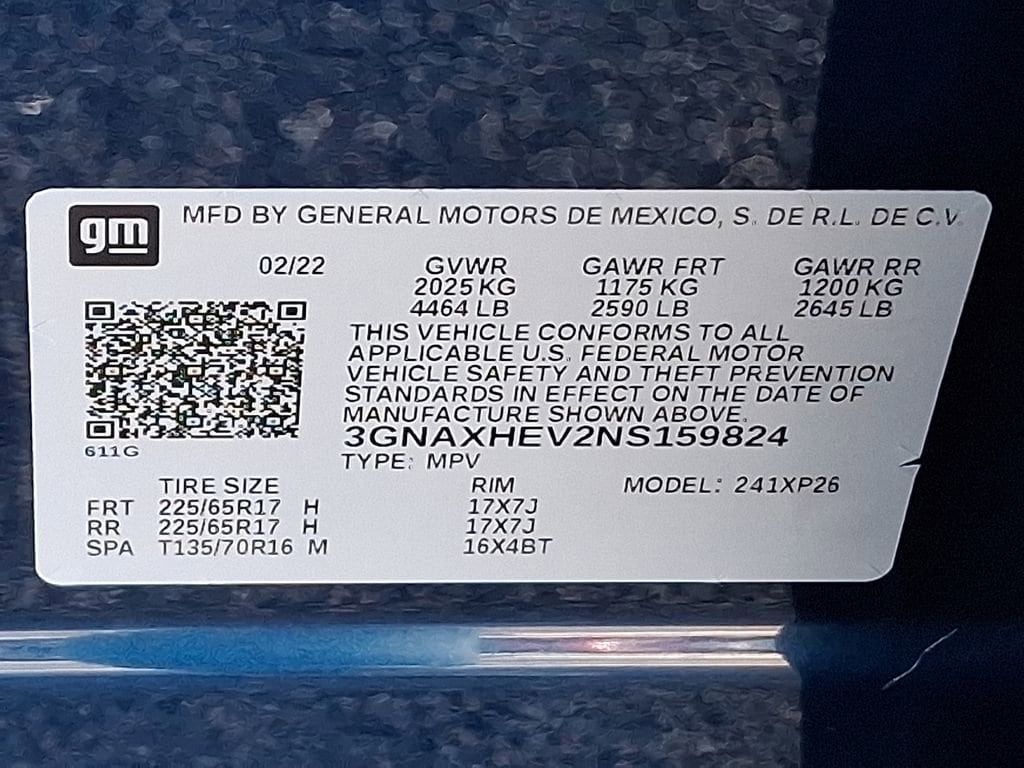 gm MFD BY GENERAL MOTORS DE MEXICO, S. DE R.L. DE C.V.
02/22 GVWR GAWR FRT GAWR RR
2025 KG 1175 KG 1200 KG
4464 LB 2590 LB 2645 LB
THIS VEHICLE CONFORMS TO ALL
APPLICABLE U.S. FEDERAL MOTOR
VEHICLE SAFETY AND THEFT PREVENTION
STANDARDS IN EFFECT ON THE DATE OF
MANUFACTURE SHOWN ABOVE.
3GNAXHEV2NS159824
611G
TYPE: MPV
TIRE SIZE RIM MODEL: 241XP26
FRT 225/65R17 H 17X7J
RR 225/65R17 H 17X7J
SPA T135/70R16 M 16X4BT